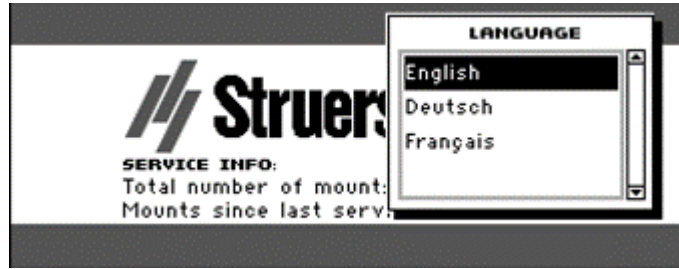 LANGUAGE
English
Deutsch
Français
Struers
SERVICE INFO:
Total number of mount
Mounts since last serv